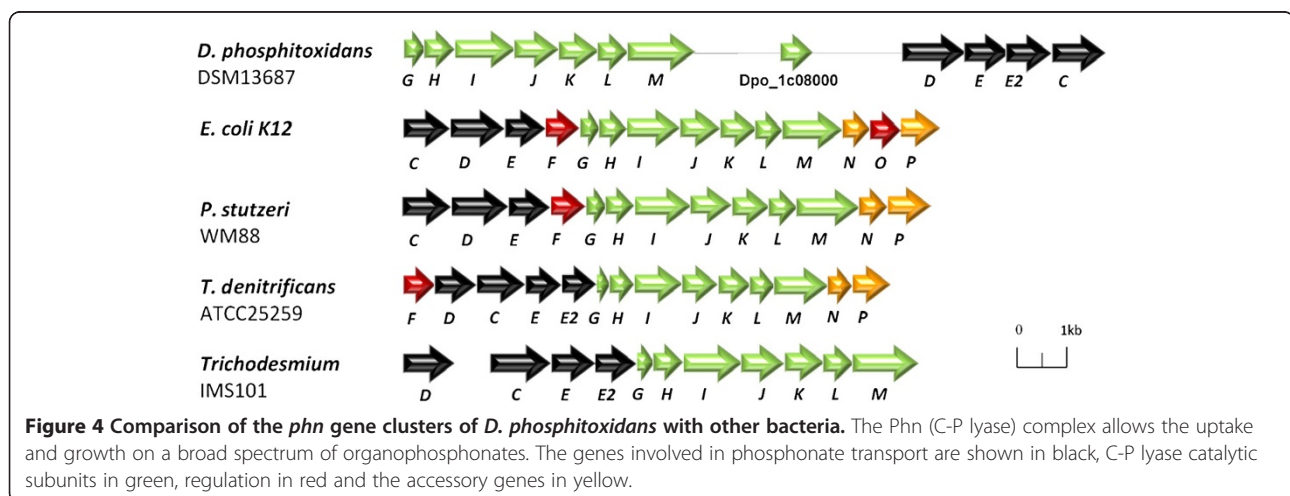 D. phosphitoxidans
DSM13687
G H I J K L M Dpo_1c08000 D E E2 C
E. coli K12
C D E F G H I J K L M N O P
P. stutzeri
WM88
C D E F G H I J K L M N P
T. denitrificans
ATCC25259
F D C E E2 G H I J K L M N P
0 1kb
Trichodesmium
IMS101
D C E E2 G H I J K L M
Figure 4 Comparison of the phn gene clusters of D. phosphitoxidans with other bacteria. The Phn (C-P lyase) complex allows the uptake
and growth on a broad spectrum of organophosphonates. The genes involved in phosphonate transport are shown in black, C-P lyase catalytic
subunits in green, regulation in red and the accessory genes in yellow.